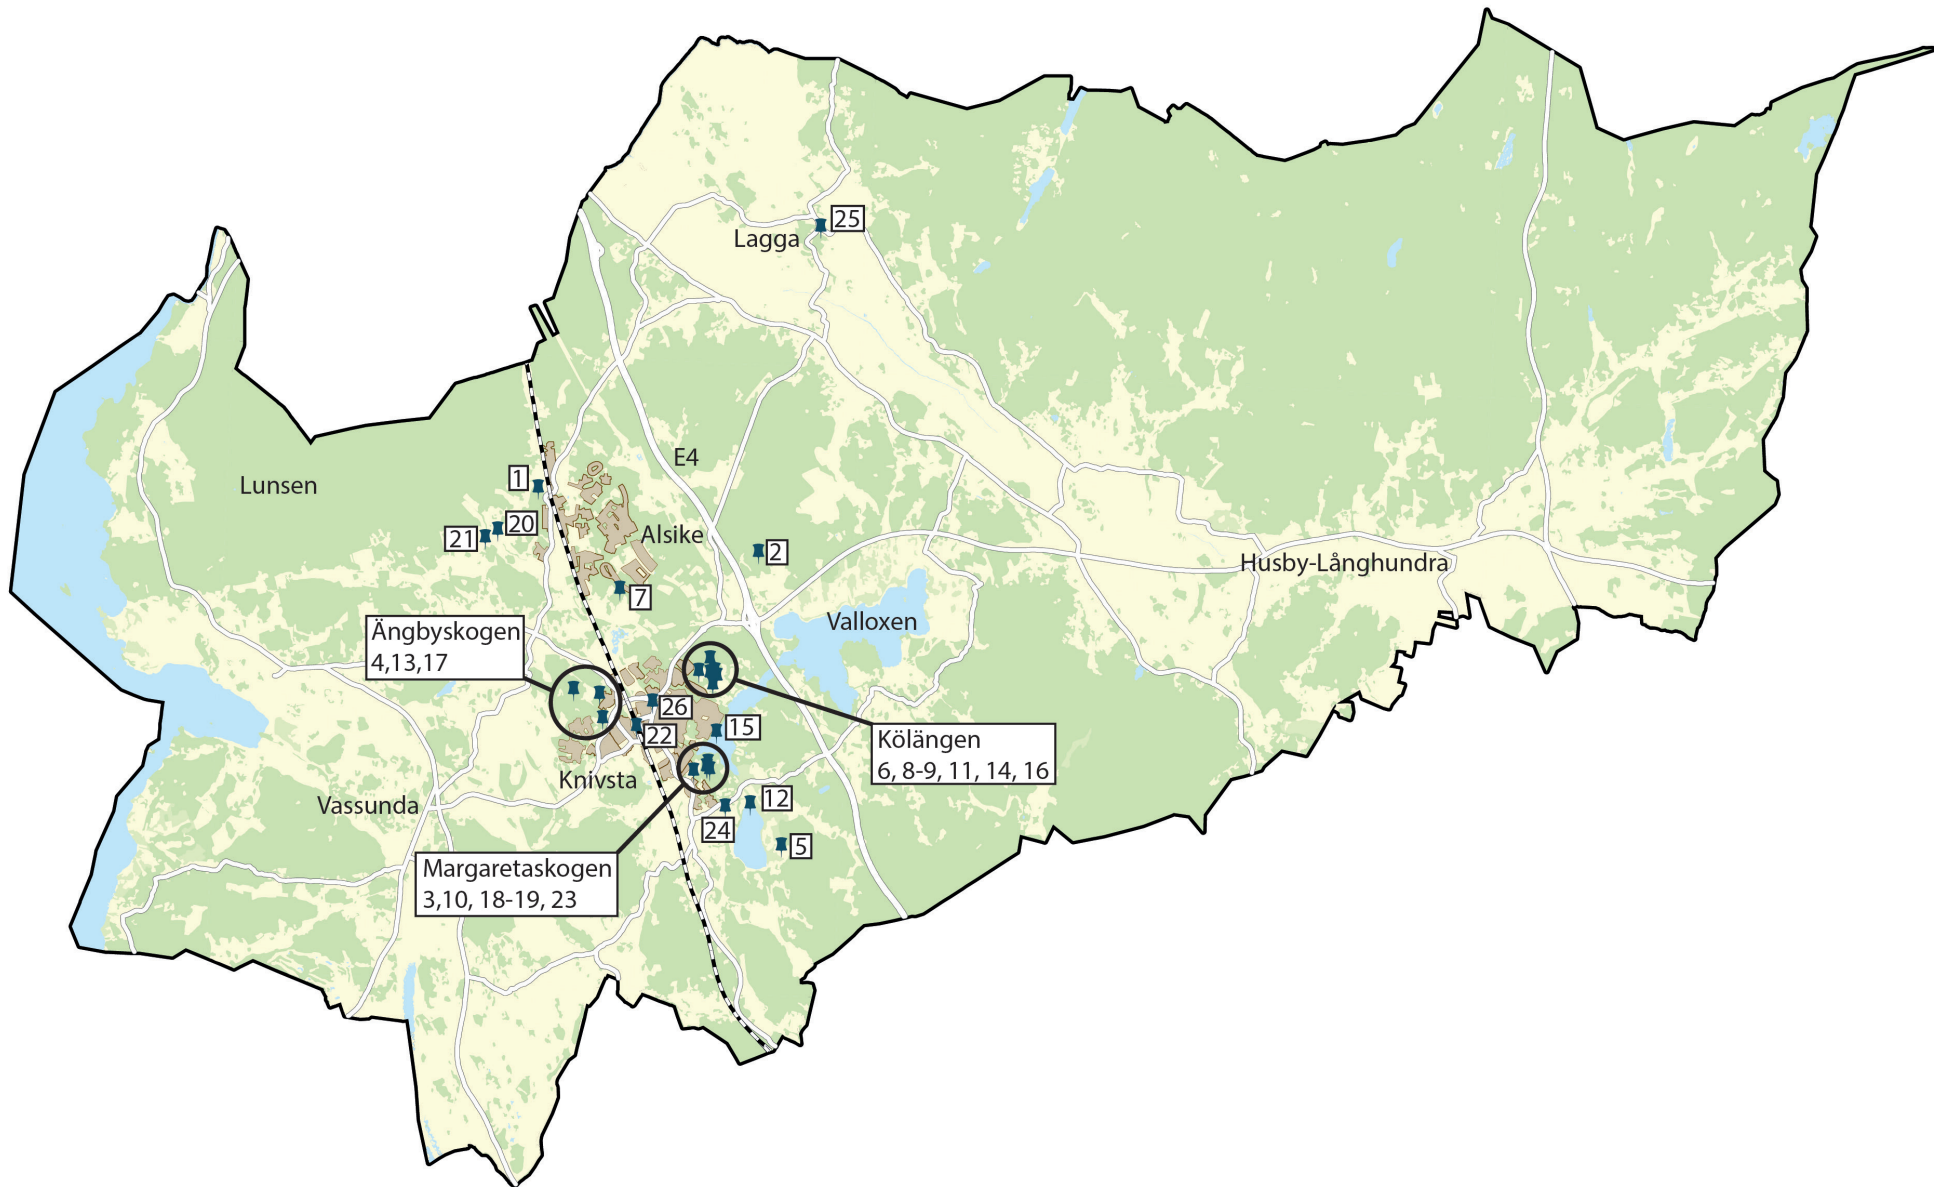 25
Lagga
E4
1
Lunsen
20
21
Alsike
2
Husby-Långhundra
7
Valloxen
Ängbyskogen
4,13,17
26
15
22
Kölängen
6, 8-9, 11, 14, 16
Knivsta
Vassunda
12
24
5
Margaretaskogen
3,10, 18-19, 23